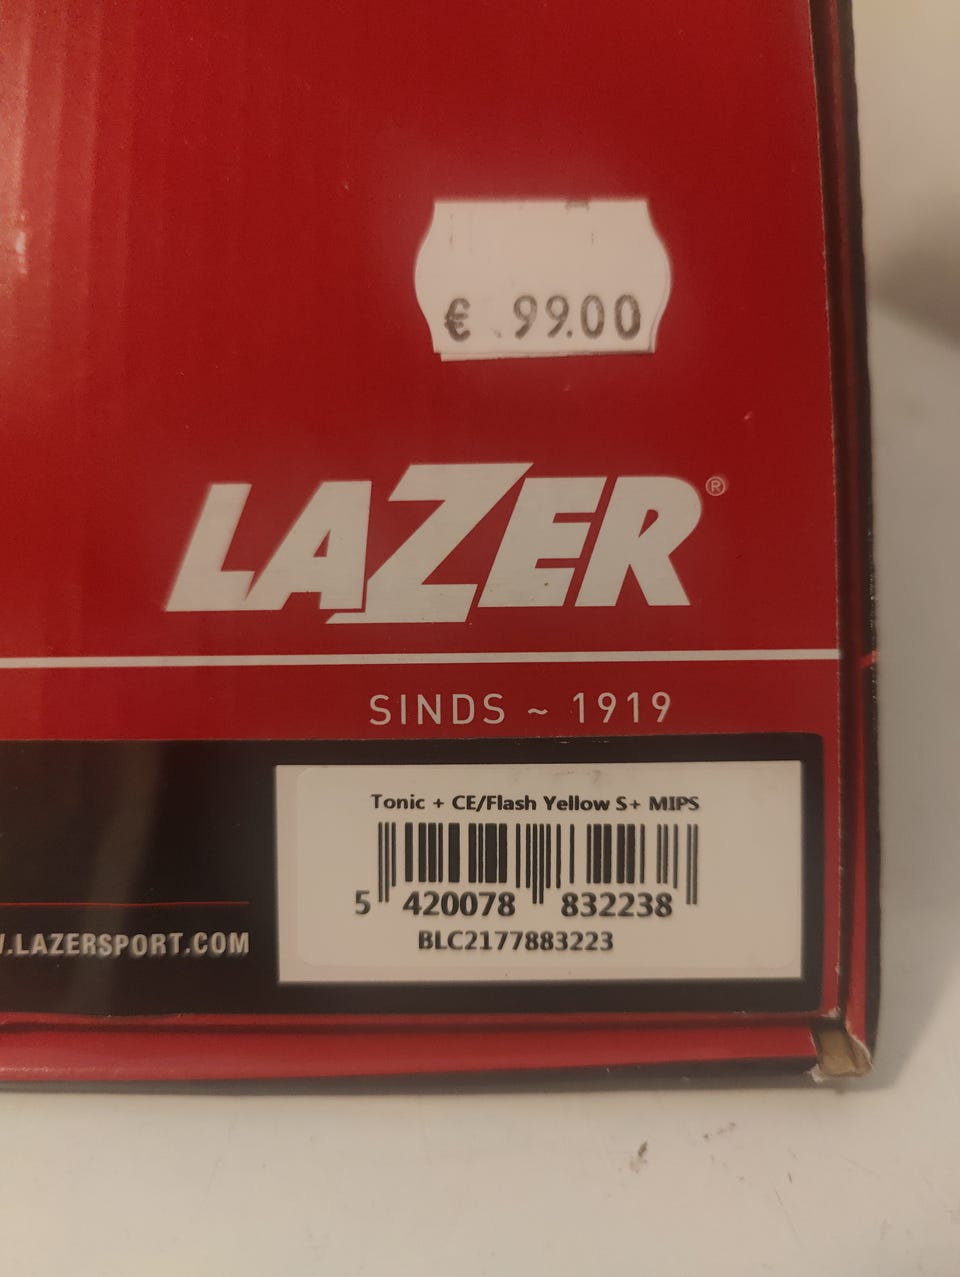 € 99.00
LAZER®
SINDS ~ 1919
Tonic + CE/Flash Yellow S+ MIPS
5 420078 832238
BLC2177883223
.LAZERSPORT.COM